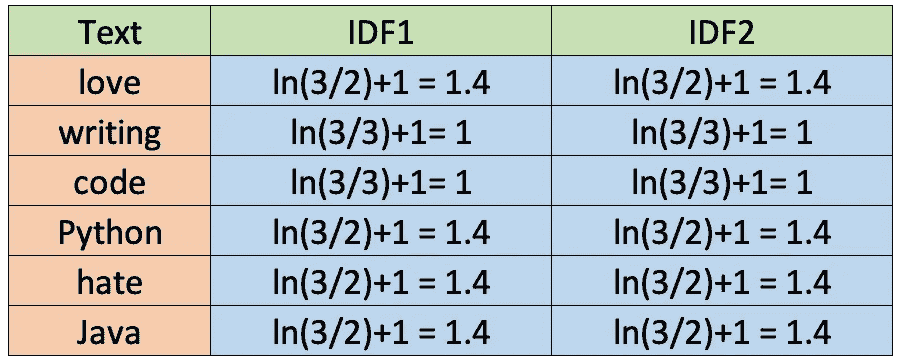 Text IDF1 IDF2
love ln(3/2)+1 = 1.4 ln(3/2)+1 = 1.4
writing ln(3/3)+1= 1 ln(3/3)+1= 1
code ln(3/3)+1= 1 ln(3/3)+1= 1
Python ln(3/2)+1 = 1.4 ln(3/2)+1 = 1.4
hate ln(3/2)+1 = 1.4 ln(3/2)+1 = 1.4
Java ln(3/2)+1 = 1.4 ln(3/2)+1 = 1.4